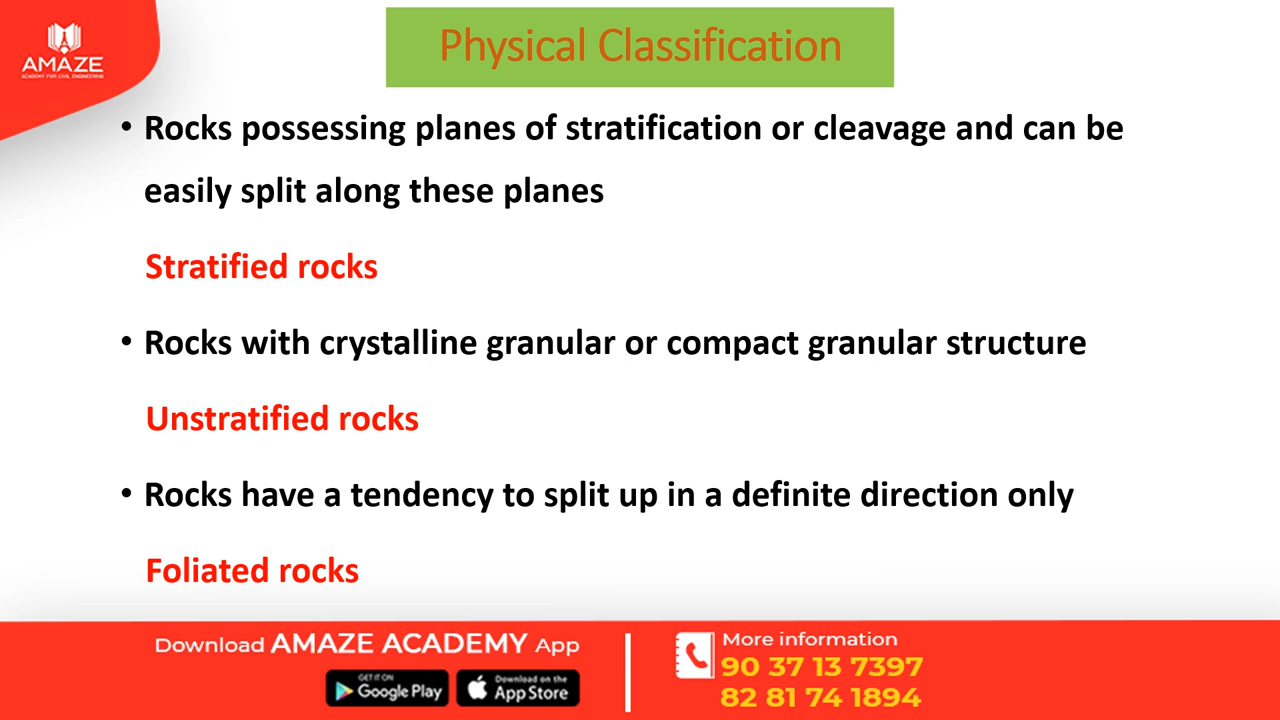 AMAZE
ACADEMY FOR CIVIL ENGINEERING
Physical Classification
• Rocks possessing planes of stratification or cleavage and can be
easily split along these planes
Stratified rocks
• Rocks with crystalline granular or compact granular structure
Unstratified rocks
• Rocks have a tendency to split up in a definite direction only
Foliated rocks
Download AMAZE ACADEMY App
GET IT ON
Google Play
Download on the
App Store
More information
90 37 13 7397
82 81 74 1894